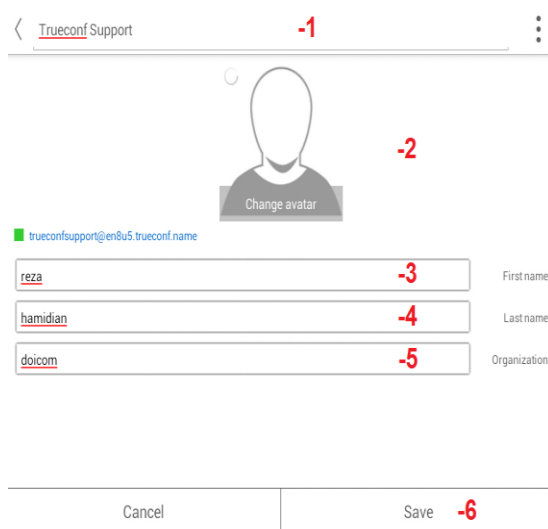 Trueconf Support -1
-2
Change avatar
trueconfsupport@en8u5.trueconf.name
reza -3 First name
hamidian -4 Last name
doicom -5 Organization
Cancel Save -6